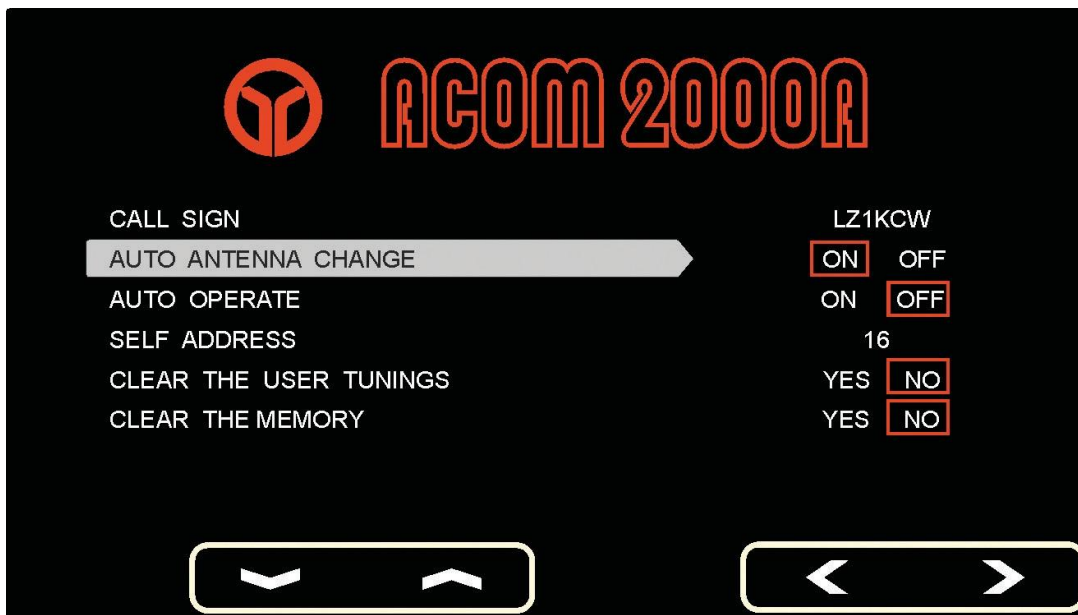 ACOM 2000A
CALL SIGN LZ1KCW
AUTO ANTENNA CHANGE ON OFF
AUTO OPERATE ON OFF
SELF ADDRESS 16
CLEAR THE USER TUNINGS YES NO
CLEAR THE MEMORY YES NO